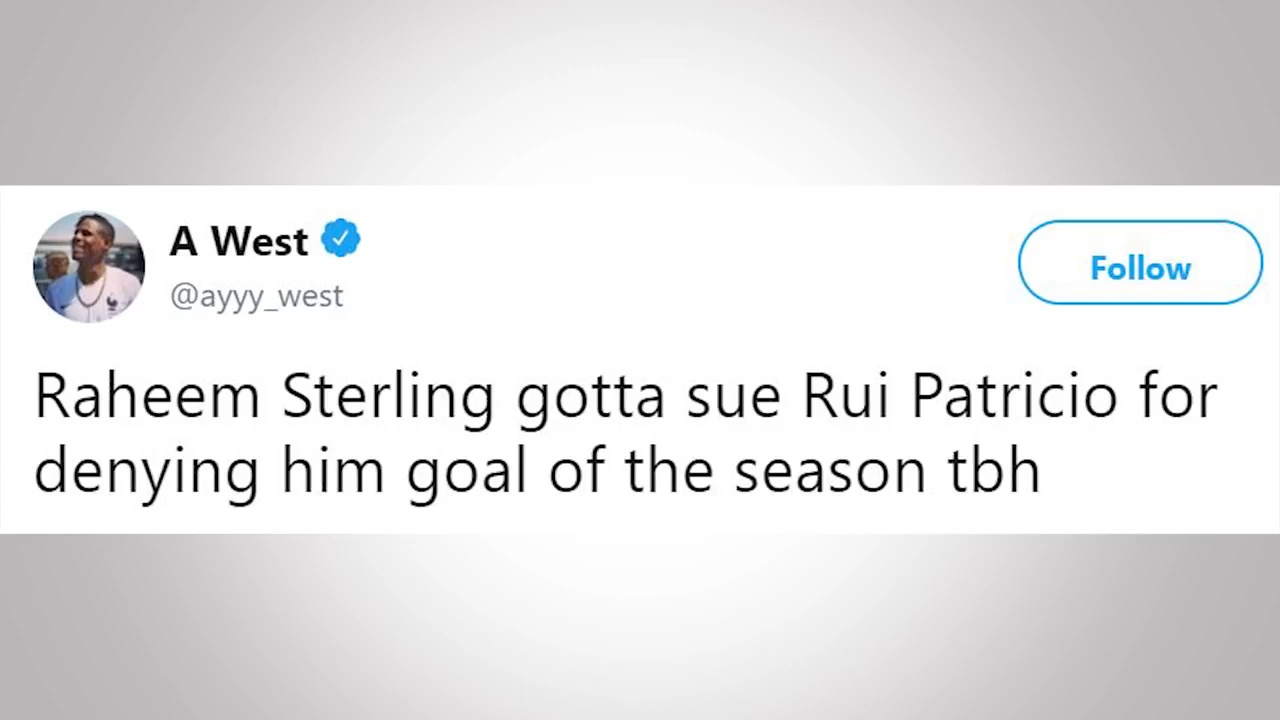 A West
@ayyy_west
Follow
Raheem Sterling gotta sue Rui Patricio for
denying him goal of the season tbh